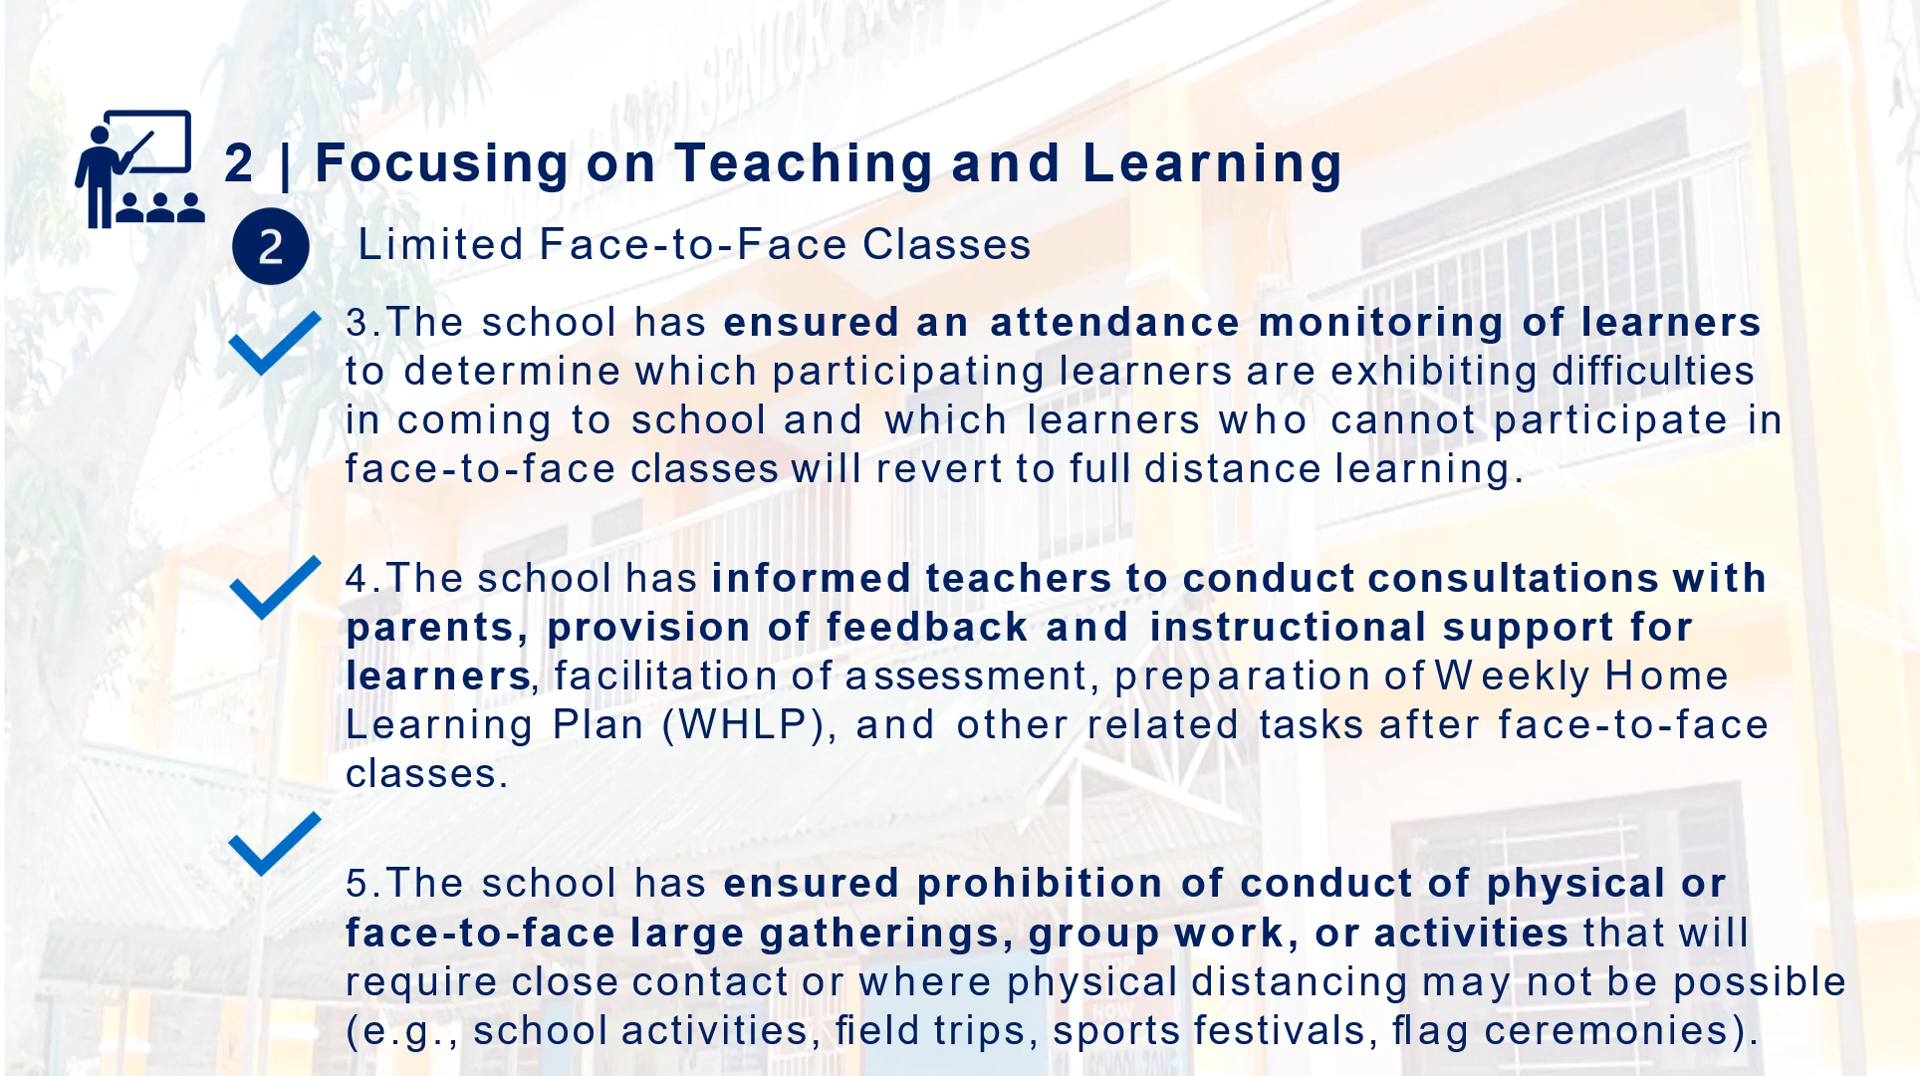 SENICK
2 | Focusing on Teaching and Learning
2 Limited Face-to-Face Classes
3.The school has ensured an attendance monitoring of learners
to determine which participating learners are exhibiting difficulties
in coming to school and which learners who cannot participate in
face-to-face classes will revert to full distance learning.
4.The school has informed teachers to conduct consultations with
parents, provision of feedback and instructional support for
learners, facilitation of assessment, preparation of Weekly Home
Learning Plan (WHLP), and other related tasks after face-to-face
classes.
5.The school has ensured prohibition of conduct of physical or
face-to-face large gatherings, group work, or activities that will
require close contact or where physical distancing may not be possible
(e.g., school activities, field trips, sports festivals, flag ceremonies).
NOW
SCHOOL ZONE